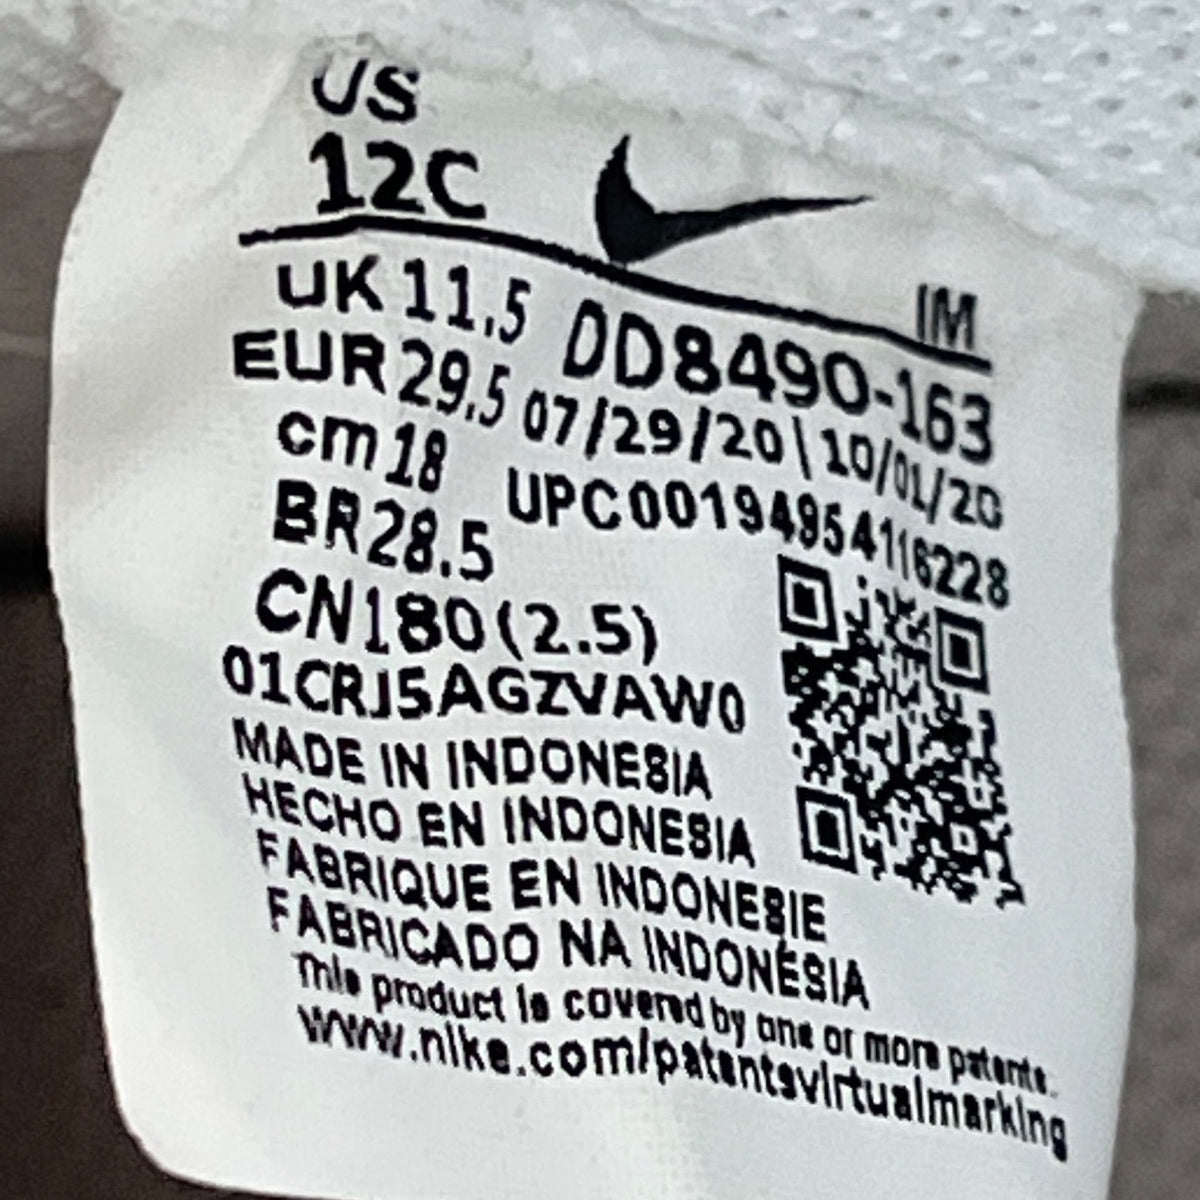 US
12C
IM
UK 11.5 DD8490-163
EUR 29.5 07/29/20 \ 10/01/20
cm 18 UPC 00194954116228
BR 28.5
CN 180 (2.5)
01CRJ5AGZVAW0
MADE IN INDONESIA
HECHO EN INDONESIA
FABRIQUE EN INDONESIE
FABRICADO NA INDONÉSIA
This product is covered by one or more patents.
www.nike.com/patentsvirtualmarking